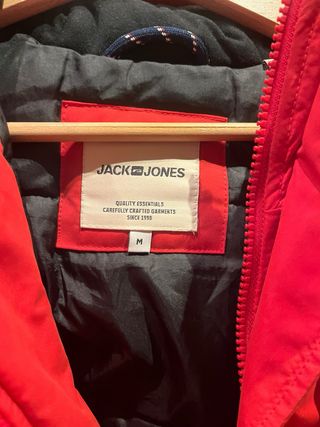 JACK JONES
QUALITY ESSENTIALS
CAREFULLY CRAFTED GARMENTS
SINCE 1990
M